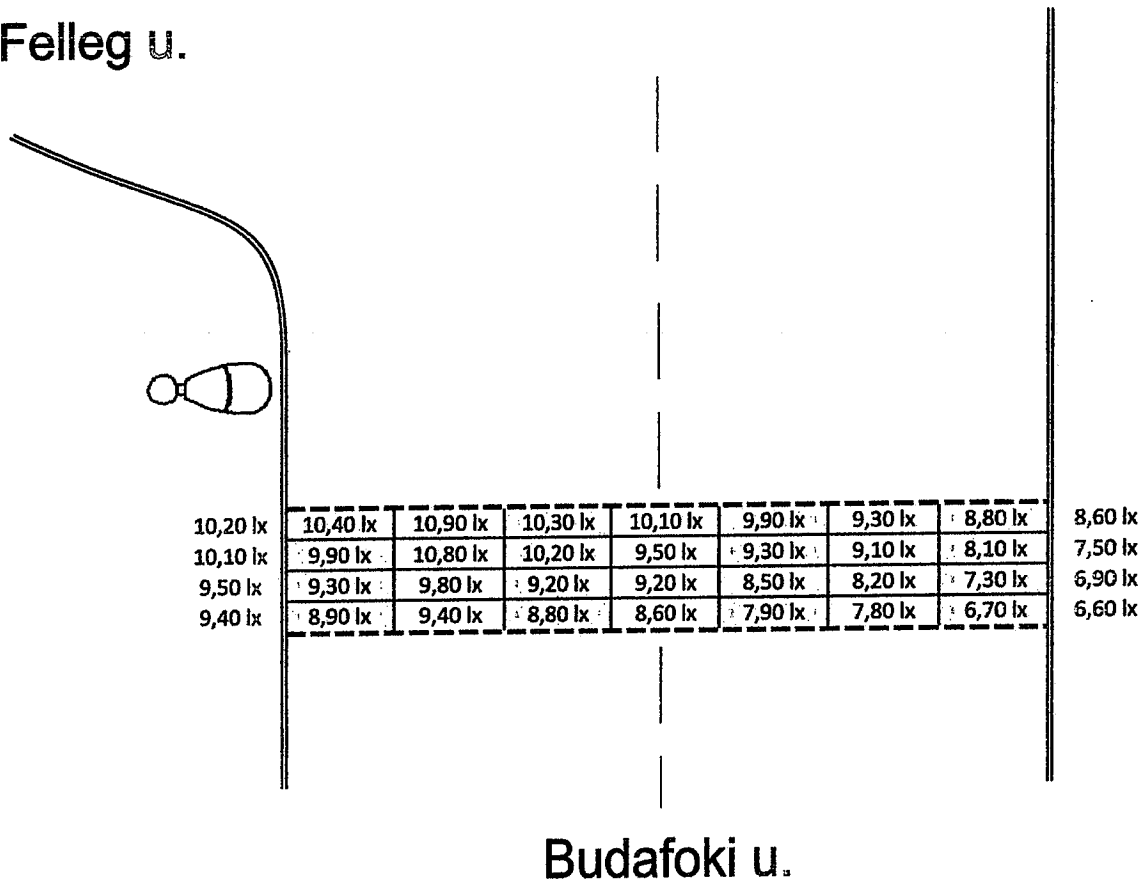 Felleg u.
10,20 lx 10,40 lx 10,90 lx 10,30 lx 10,10 lx 9,90 lx 9,30 lx 8,80 lx 8,60 lx
10,10 lx 9,90 lx 10,80 lx 10,20 lx 9,50 lx 9,30 lx 9,10 lx 8,10 lx 7,50 lx
9,50 lx 9,30 lx 9,80 lx 9,20 lx 9,20 lx 8,50 lx 8,20 lx 7,30 lx 6,90 lx
9,40 lx 8,90 lx 9,40 lx 8,80 lx 8,60 lx 7,90 lx 7,80 lx 6,70 lx 6,60 lx
Budafoki u.